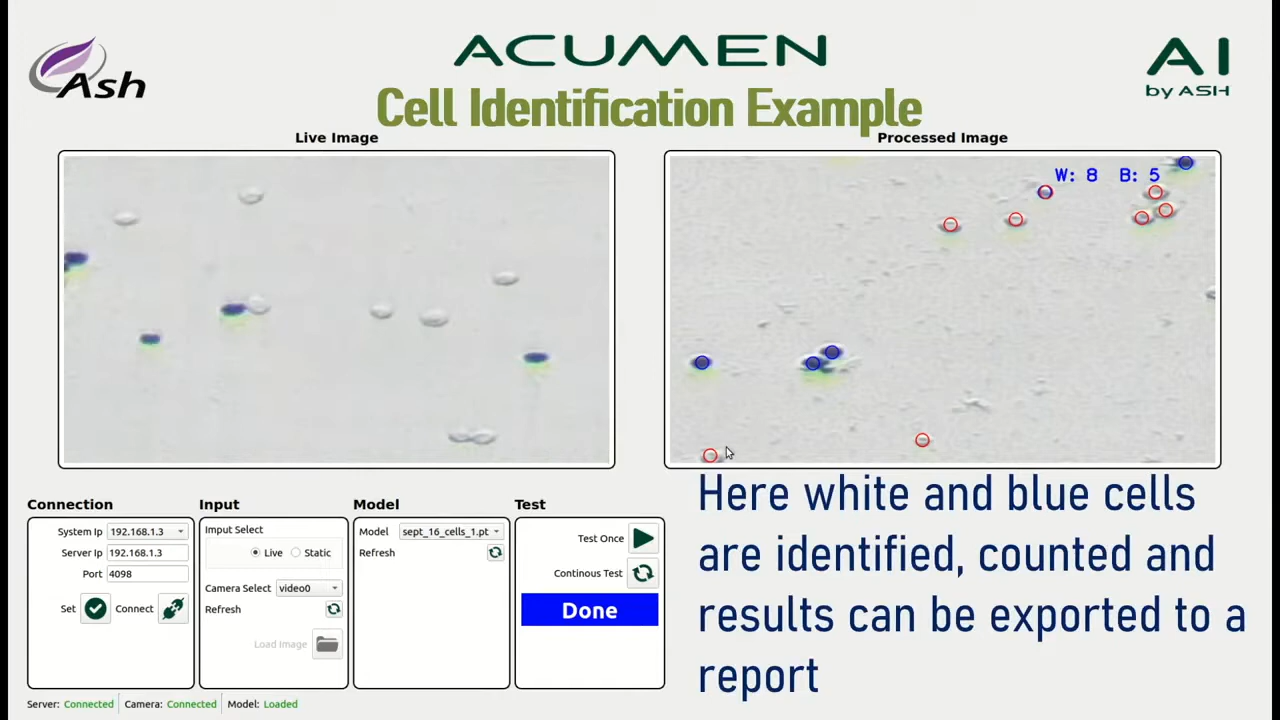 Ash
ACUMEN
AI
by ASH
Cell Identification Example
Live Image
Processed Image
W: 8 B: 5
Connection
System Ip 192.168.1.3
Server Ip 192.168.1.3
Port 4098
Set Connect
Input
Imput Select
Live Static
Camera Select video0
Refresh
Load Image
Model
Model sept_16_cells_1.pt
Refresh
Test
Test Once
Continous Test
Done
Here white and blue cells
are identified, counted and
results can be exported to a
report
Server: Connected Camera: Connected Model: Loaded